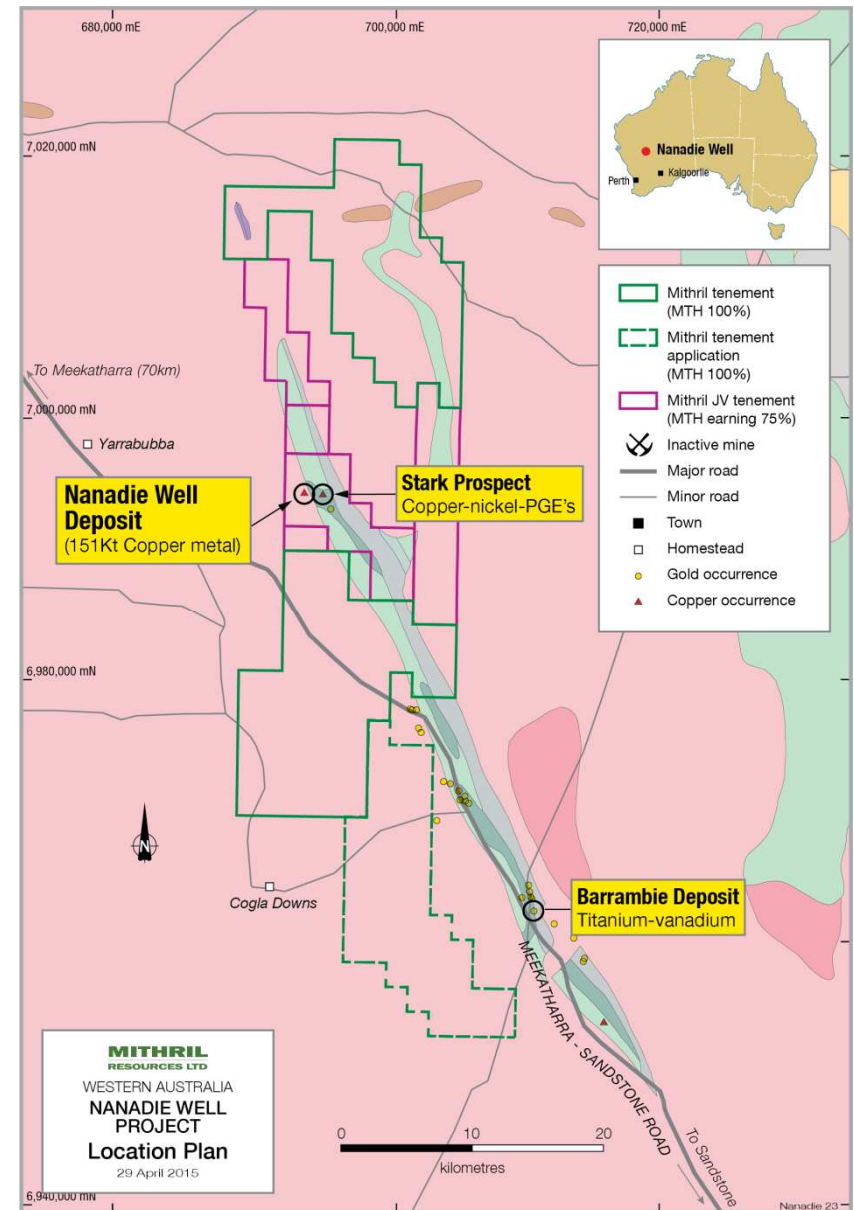 680,000 mE
700,000 mE
720,000 mE
7,020,000 mN
Nanadie Well
Perth
Kalgoorlie
Mithril tenement
(MTH 100%)
Mithril tenement
application
(MTH 100%)
Mithril JV tenement
(MTH earning 75%)
Inactive mine
Major road
Minor road
Town
Homestead
Gold occurrence
Copper occurrence
To Meekatharra (70km)
7,000,000 mN
Yarrabubba
Nanadie Well
Deposit
(151Kt Copper metal)
Stark Prospect
Copper-nickel-PGE's
6,980,000 mN
N
Cogla Downs
Barrambie Deposit
Titanium-vanadium
MEEKATHARRA - SANDSTONE ROAD
To Sandstone
MITHRIL
RESOURCES LTD
WESTERN AUSTRALIA
NANADIE WELL
PROJECT
Location Plan
29 April 2015
0
10
20
kilometres
6,940,000 mN
Nanadie 23